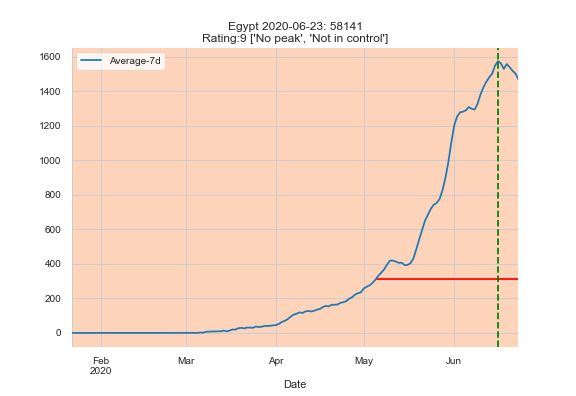 Egypt 2020-06-23: 58141
Rating:9 ['No peak', 'Not in control']
Average-7d
1600
1400
1200
1000
800
600
400
200
0
Feb
2020
Mar
Apr
May
Jun
Date